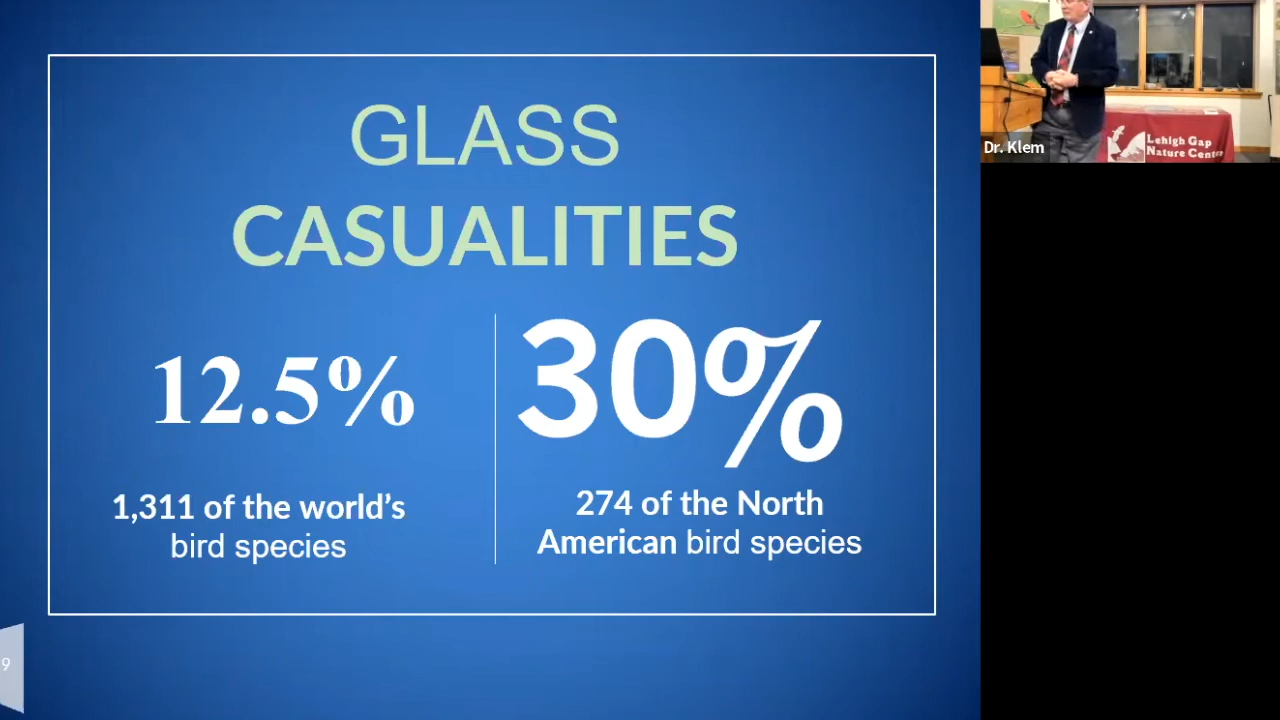 GLASS
CASUALITIES
12.5%
1,311 of the world's
bird species
30%
274 of the North
American bird species
9
Dr. Klem
Lehigh Gap
Nature Center